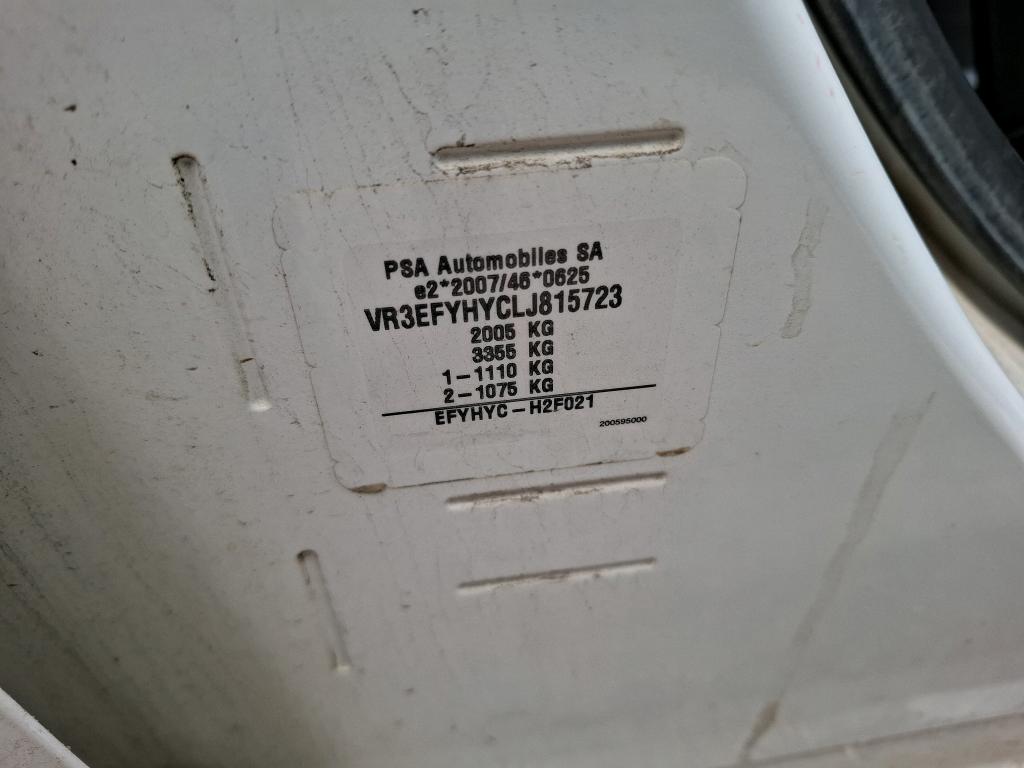 PSA Automobiles SA
e2*2007/46*0625
VR3EFYHYCLJ815723
2005 KG
3355 KG
1-1110 KG
2-1075 KG
EFYHYC-H2F021
200595000